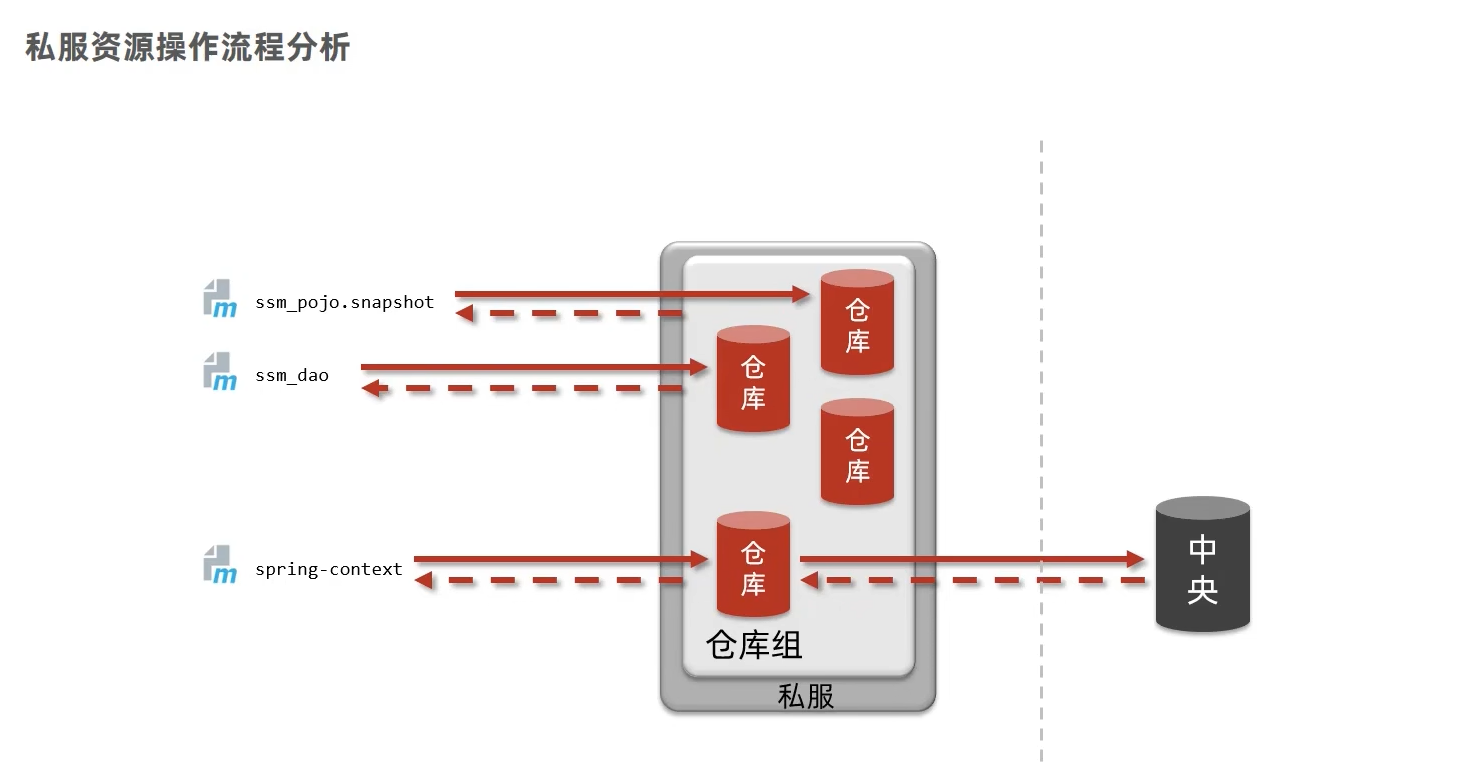 私服资源操作流程分析
m ssm_pojo.snapshot
仓库
m ssm_dao
仓库
仓库
m spring-context
仓库
中央
仓库组
私服